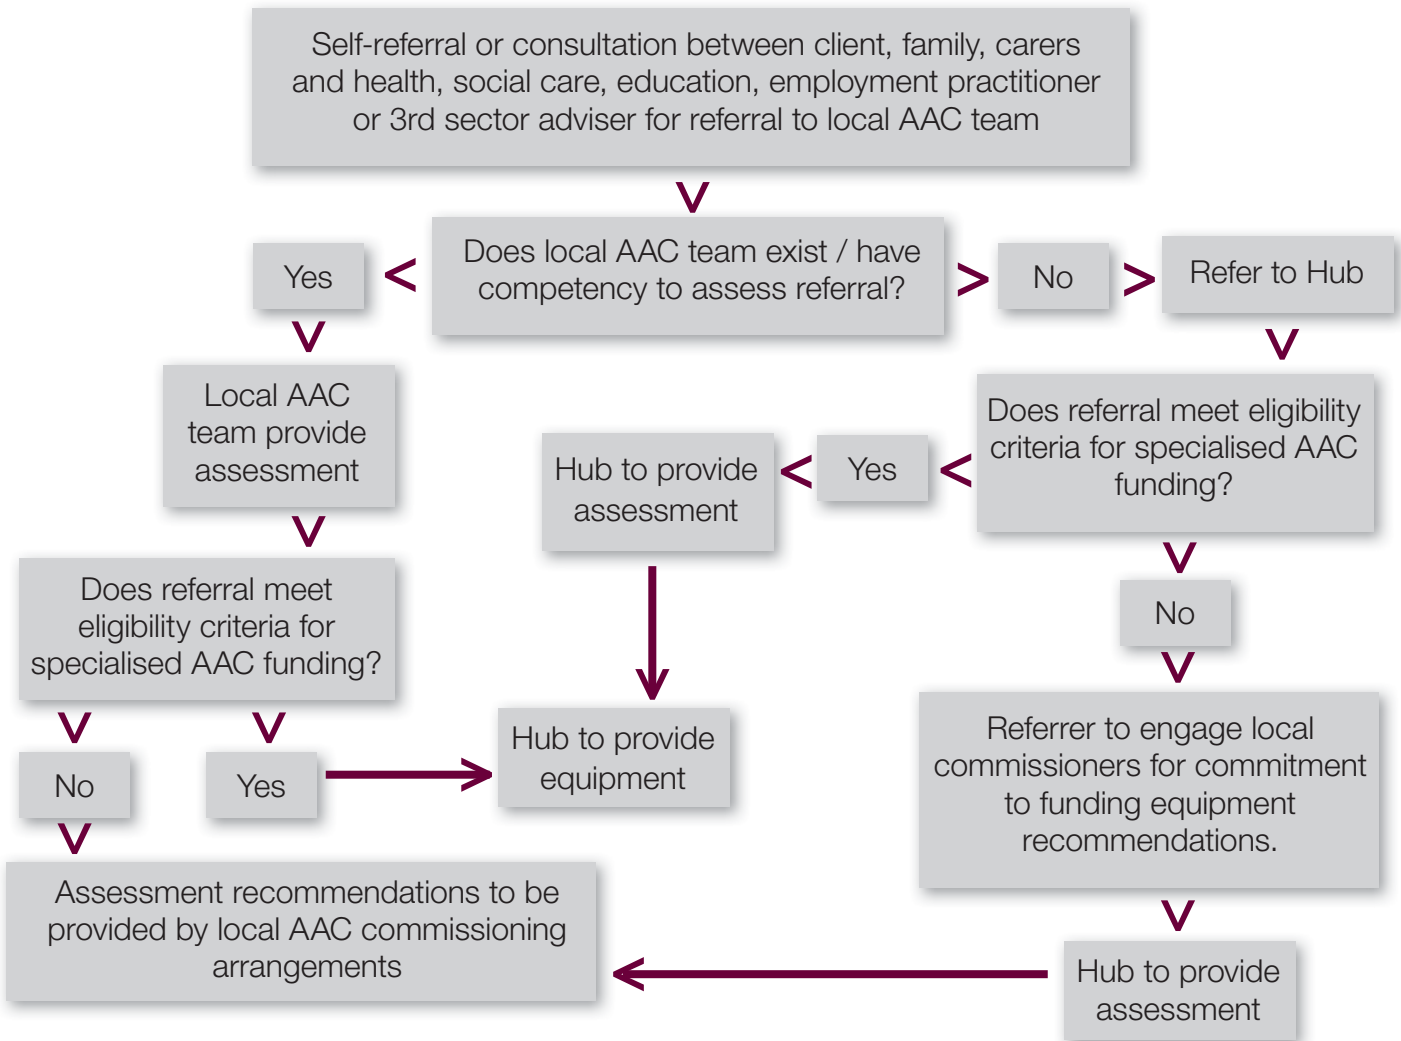 Self-referral or consultation between client, family, carers
and health, social care, education, employment practitioner
or 3rd sector adviser for referral to local AAC team
Does local AAC team exist / have
competency to assess referral?
Yes
No
Refer to Hub
Local AAC
team provide
assessment
Does referral meet eligibility
criteria for specialised AAC
funding?
Yes
Hub to provide
assessment
Does referral meet
eligibility criteria for
specialised AAC funding?
No
No
Yes
Hub to provide
equipment
Referrer to engage local
commissioners for commitment
to funding equipment
recommendations.
Assessment recommendations to be
provided by local AAC commissioning
arrangements
Hub to provide
assessment